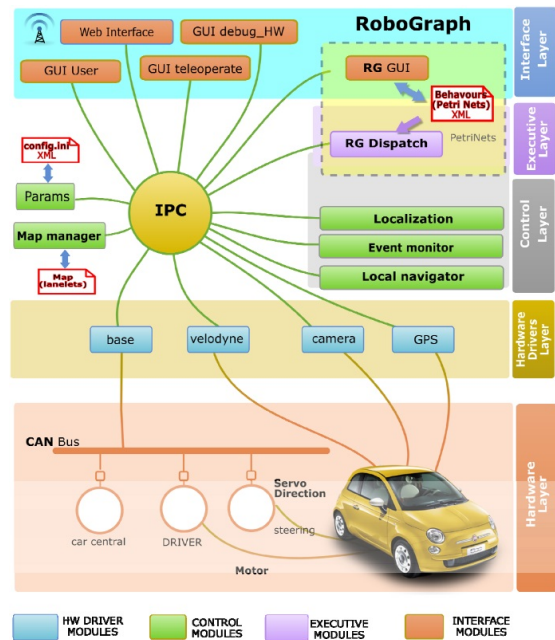 RoboGraph
Web Interface
GUI debug_HW
GUI User
GUI teleoperate
RG GUI
Behavours
(Petri Nets)
XML
RG Dispatch
PetriNets
Interface
Layer
Executive
Layer
config.ini
XML
Params
IPC
Map manager
Map
(lanelets)
Localization
Event monitor
Local navigator
Control
Layer
base
velodyne
camera
GPS
Hardware
Drivers
Layer
CAN Bus
Servo
Direction
car central
DRIVER
steering
Motor
Hardware
Layer
HW DRIVER
MODULES
CONTROL
MODULES
EXECUTIVE
MODULES
INTERFACE
MODULES